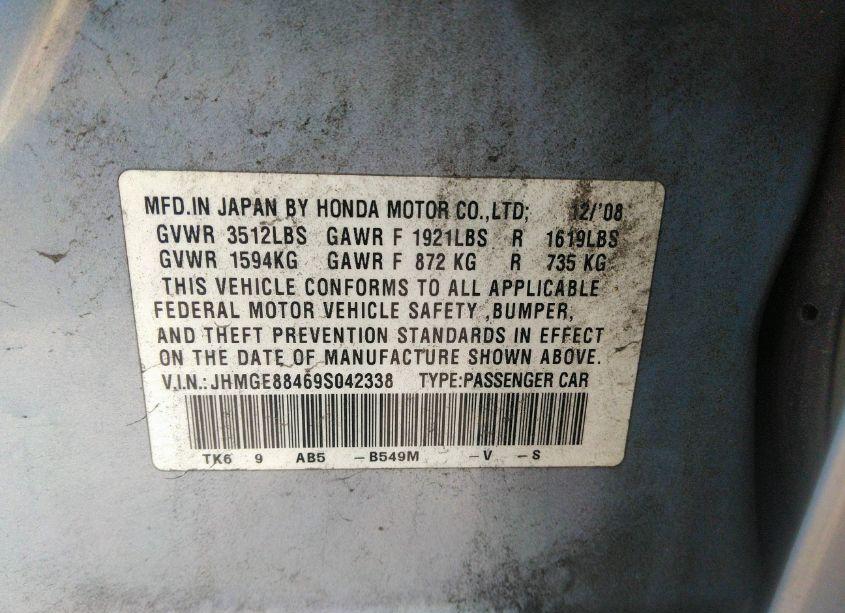 MFD.IN JAPAN BY HONDA MOTOR CO.,LTD; 12/'08
GVWR 3512LBS GAWR F 1921LBS R 1619LBS
GVWR 1594KG GAWR F 872 KG R 735 KG
THIS VEHICLE CONFORMS TO ALL APPLICABLE
FEDERAL MOTOR VEHICLE SAFETY ,BUMPER,
AND THEFT PREVENTION STANDARDS IN EFFECT
ON THE DATE OF MANUFACTURE SHOWN ABOVE.
V.I.N.:JHMGE88469S042338 TYPE:PASSENGER CAR
TK6 9 AB5 -B549M -V -S